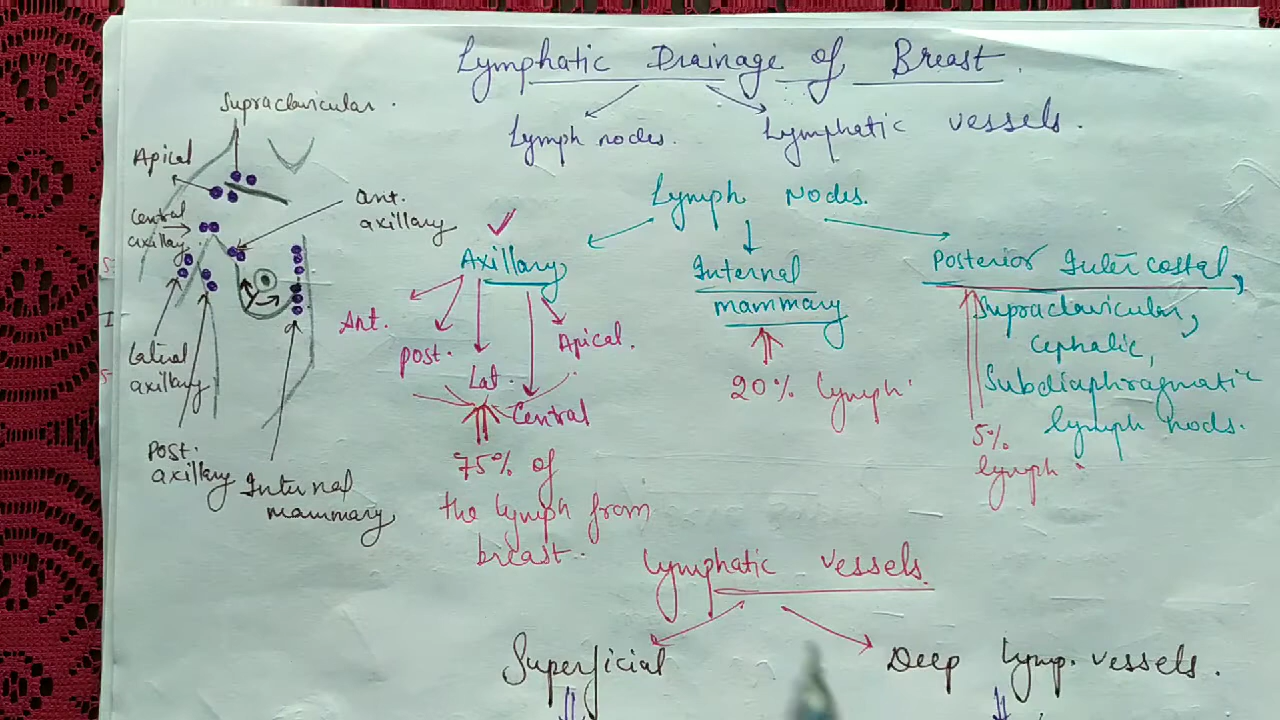 Lymphatic Drainage of Breast.
Lymph nodes.
Lymphatic vessels.
Supraclavicular.
Apical
Central
axillary.
ant.
axillary
Lateral
axillary
Post.
axillary
Internal
mammary
Lymph Nodes.
Axillary
Ant.
post.
Lat.
Central
Apical.
75% of
the lymph from
breast.
Internal
mammary
20% lymph
Posterior Intercostal,
Supraclavicular,
Cephalic,
Subdiaphragmatic
lymph nods.
5%
lymph
Lymphatic vessels.
Superficial
Deep lymp. vessels.